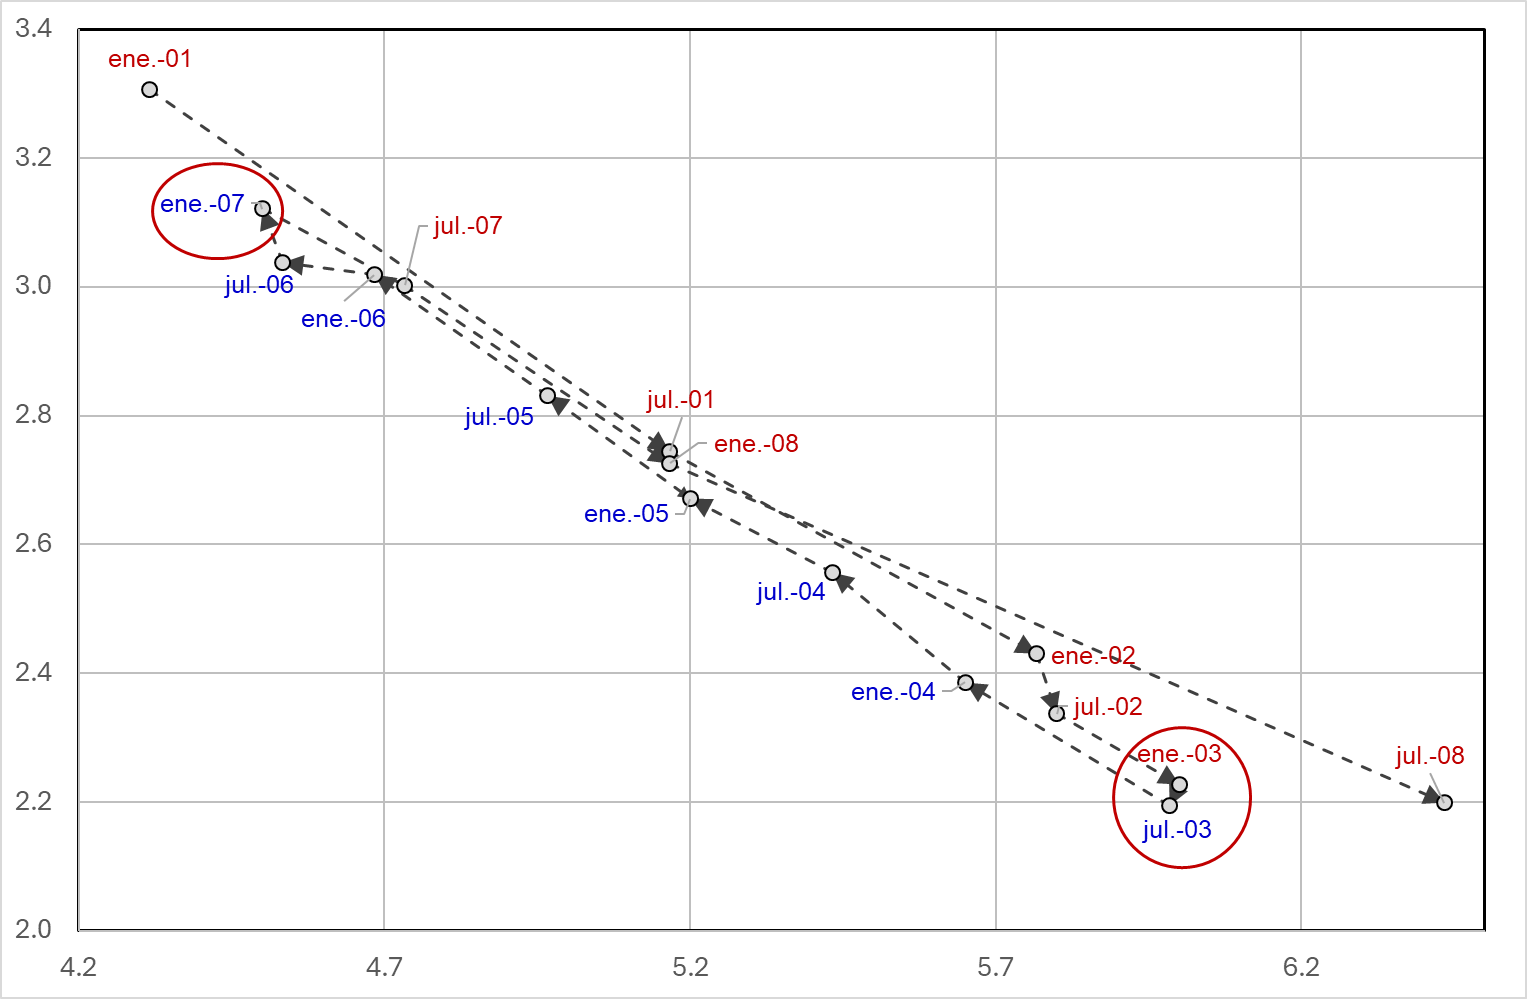 3.4
ene.-01
3.2
ene.-07
jul.-07
3.0
jul.-06
ene.-06
2.8
jul.-01
jul.-05
ene.-08
ene.-05
2.6
jul.-04
ene.-02
2.4
ene.-04
jul.-02
ene.-03
jul.-08
2.2
jul.-03
2.0
4.2
4.7
5.2
5.7
6.2